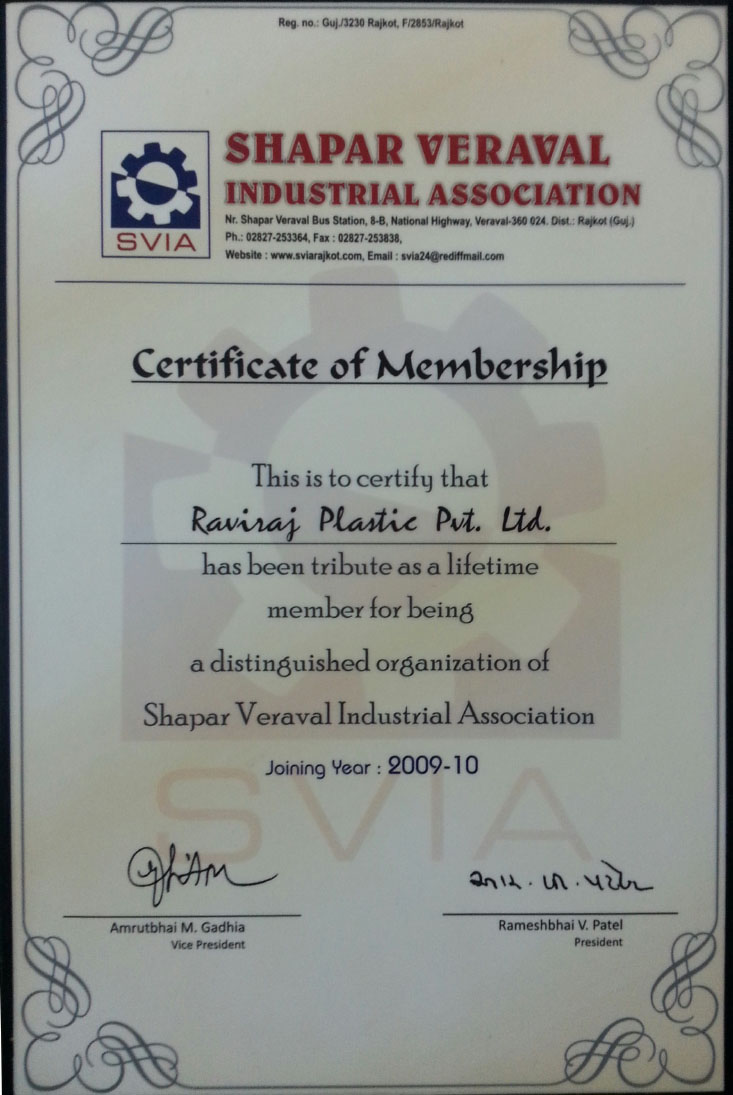 Reg. no.: Guj./3230 Rajkot, F/2853/Rajkot
SHAPAR VERAVAL
INDUSTRIAL ASSOCIATION
Nr. Shapar Veraval Bus Station, 8-B, National Highway, Veraval-360 024. Dist.: Rajkot (Guj.)
Ph.: 02827-253364, Fax : 02827-253838,
Website : www.sviarajkot.com, Email : svia24@rediffmail.com
SVIA
Certificate of Membership
This is to certify that
Raviraj Plastic Pvt. Ltd.
has been tribute as a lifetime
member for being
a distinguished organization of
Shapar Veraval Industrial Association
Joining Year : 2009-10
SVIA
Amrutbhai M. Gadhia
Vice President
Rameshbhai V. Patel
President